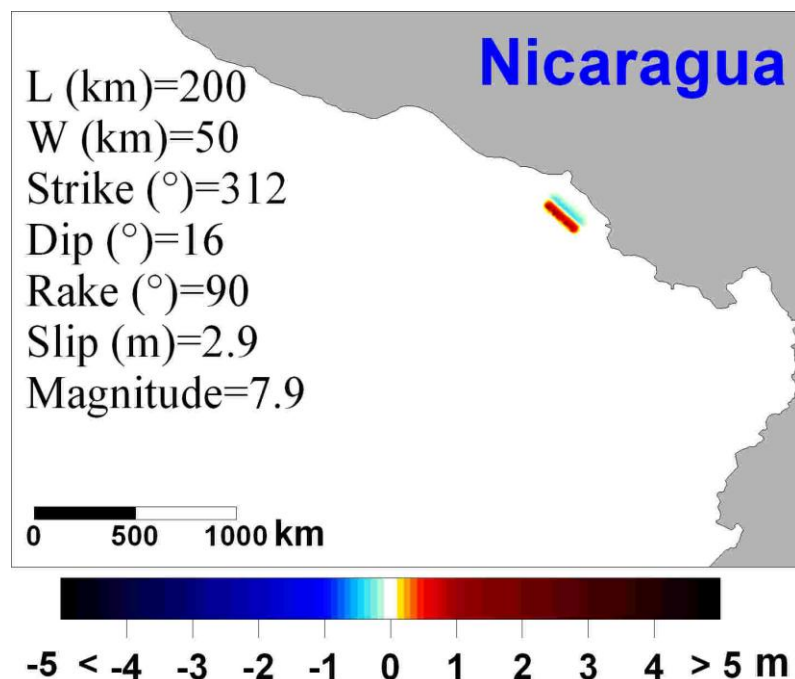 Nicaragua
L (km)=200
W (km)=50
Strike (°)=312
Dip (°)=16
Rake (°)=90
Slip (m)=2.9
Magnitude=7.9
0 500 1000 km
-5 < -4 -3 -2 -1 0 1 2 3 4 > 5 m